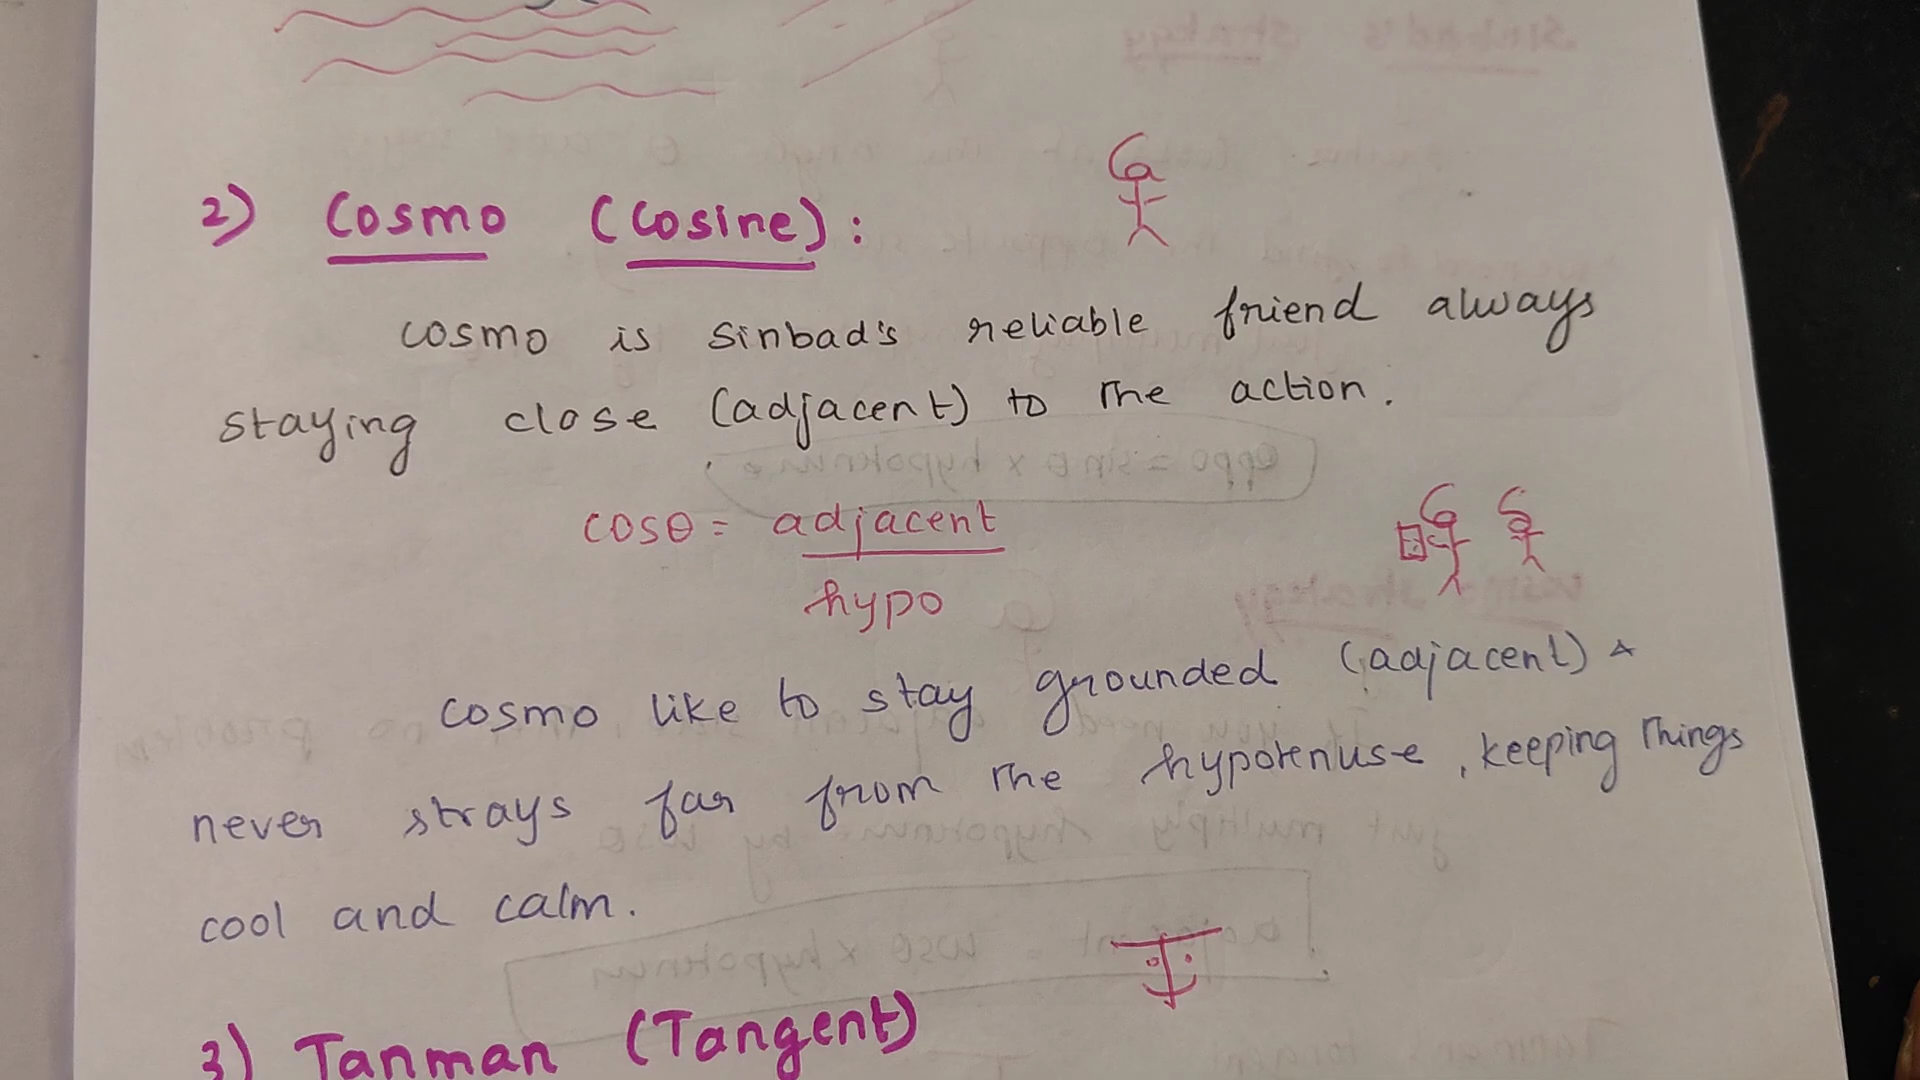 2) Cosmo (Cosine):
cosmo is sinbad's reliable friend always
staying close (adjacent) to the action.
cosθ = adjacent
hypo
cosmo like to stay grounded (adjacent) &
never strays far from the hypotenuse, keeping things
cool and calm.
3) Tanman (Tangent)